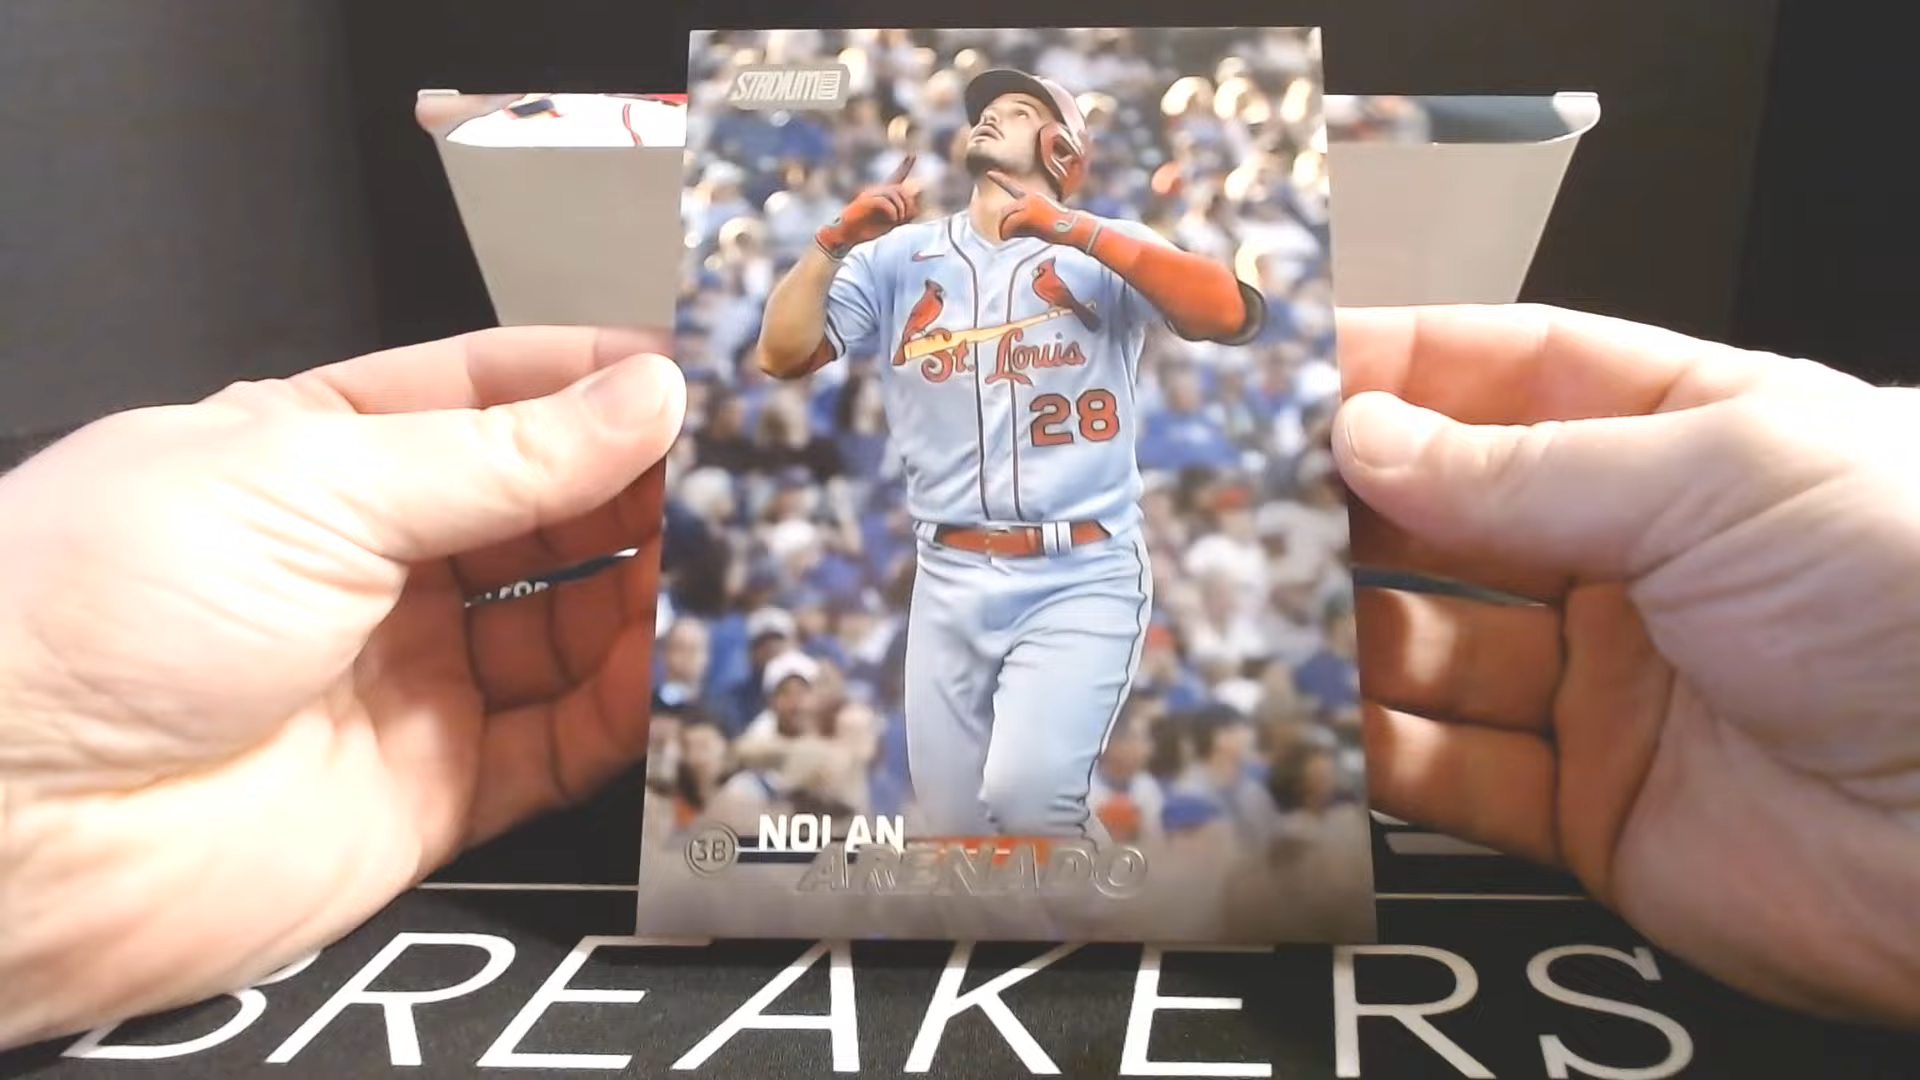 STADIUM CLUB
St. Louis
28
3B
NOLAN
ARENADO
BREAKERS